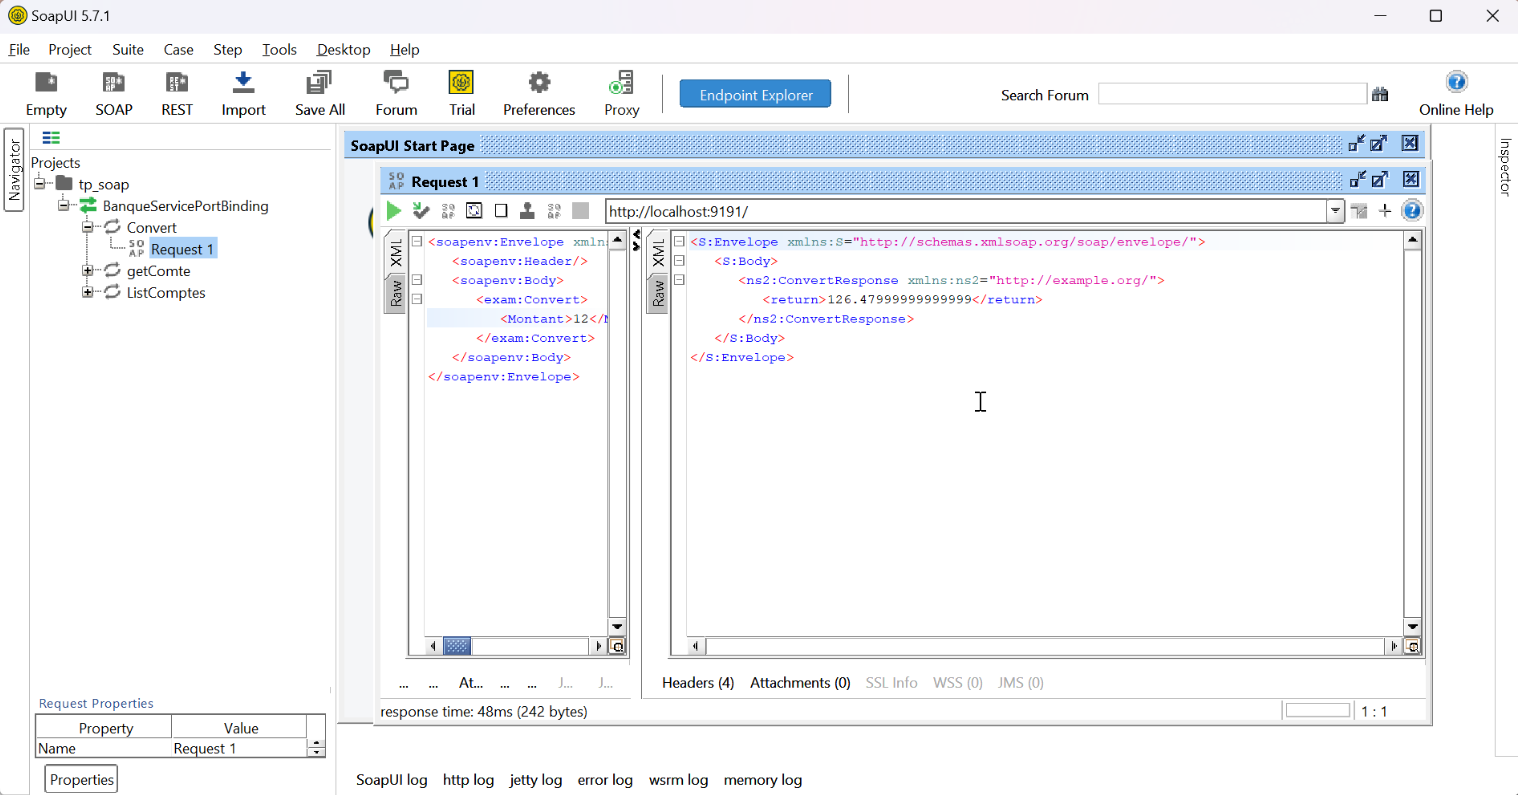 SoapUI 5.7.1
File Project Suite Case Step Tools Desktop Help
Empty SOAP REST Import Save All Forum Trial Preferences Proxy Endpoint Explorer Search Forum Online Help
Navigator
Projects
tp_soap
BanqueServicePortBinding
Convert
SO AP Request 1
getComte
ListComptes
Request Properties
Property Value
Name Request 1
Properties
SoapUI Start Page
SO AP Request 1
http://localhost:9191/
XML
Raw
<soapenv:Envelope xmlns
<soapenv:Header/>
<soapenv:Body>
<exam:Convert>
<Montant>12</
</exam:Convert>
</soapenv:Body>
</soapenv:Envelope>
... ... At... ... ... J... J...
XML
Raw
<S:Envelope xmlns:S="http://schemas.xmlsoap.org/soap/envelope/">
<S:Body>
<ns2:ConvertResponse xmlns:ns2="http://example.org/">
<return>126.47999999999999</return>
</ns2:ConvertResponse>
</S:Body>
</S:Envelope>
Headers (4) Attachments (0) SSL Info WSS (0) JMS (0)
response time: 48ms (242 bytes)
1 : 1
SoapUI log http log jetty log error log wsrm log memory log
Inspector